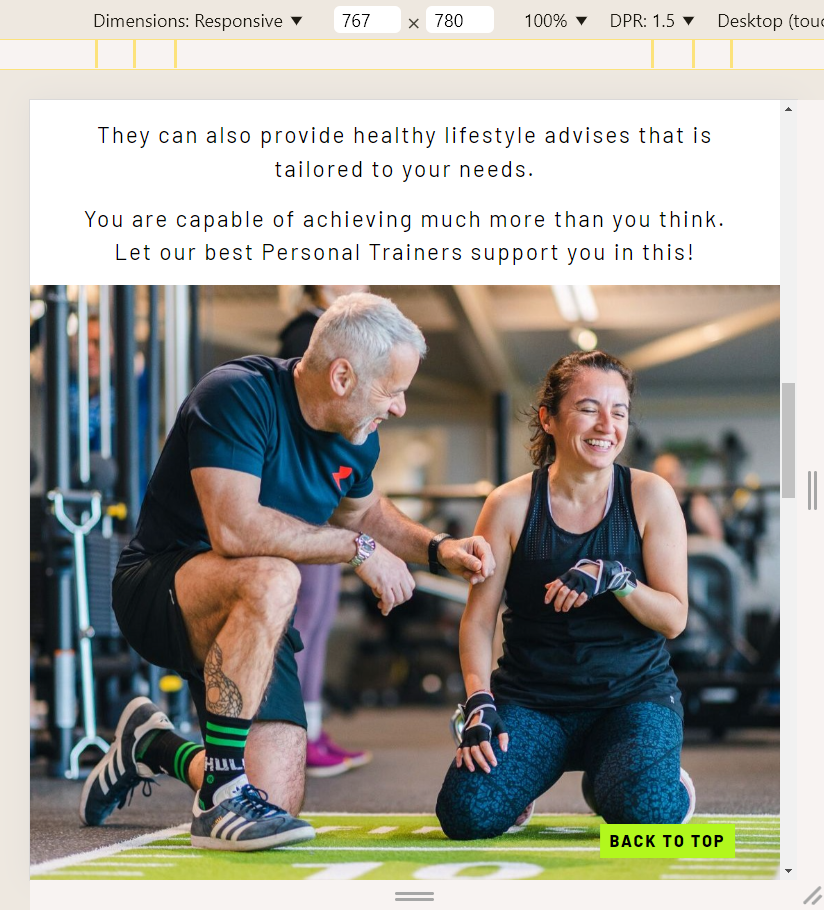 Dimensions: Responsive ▼ 767 × 780 100% ▼ DPR: 1.5 ▼ Desktop (touc
They can also provide healthy lifestyle advises that is
tailored to your needs.
You are capable of achieving much more than you think.
Let our best Personal Trainers support you in this!
HUL
BACK TO TOP
10